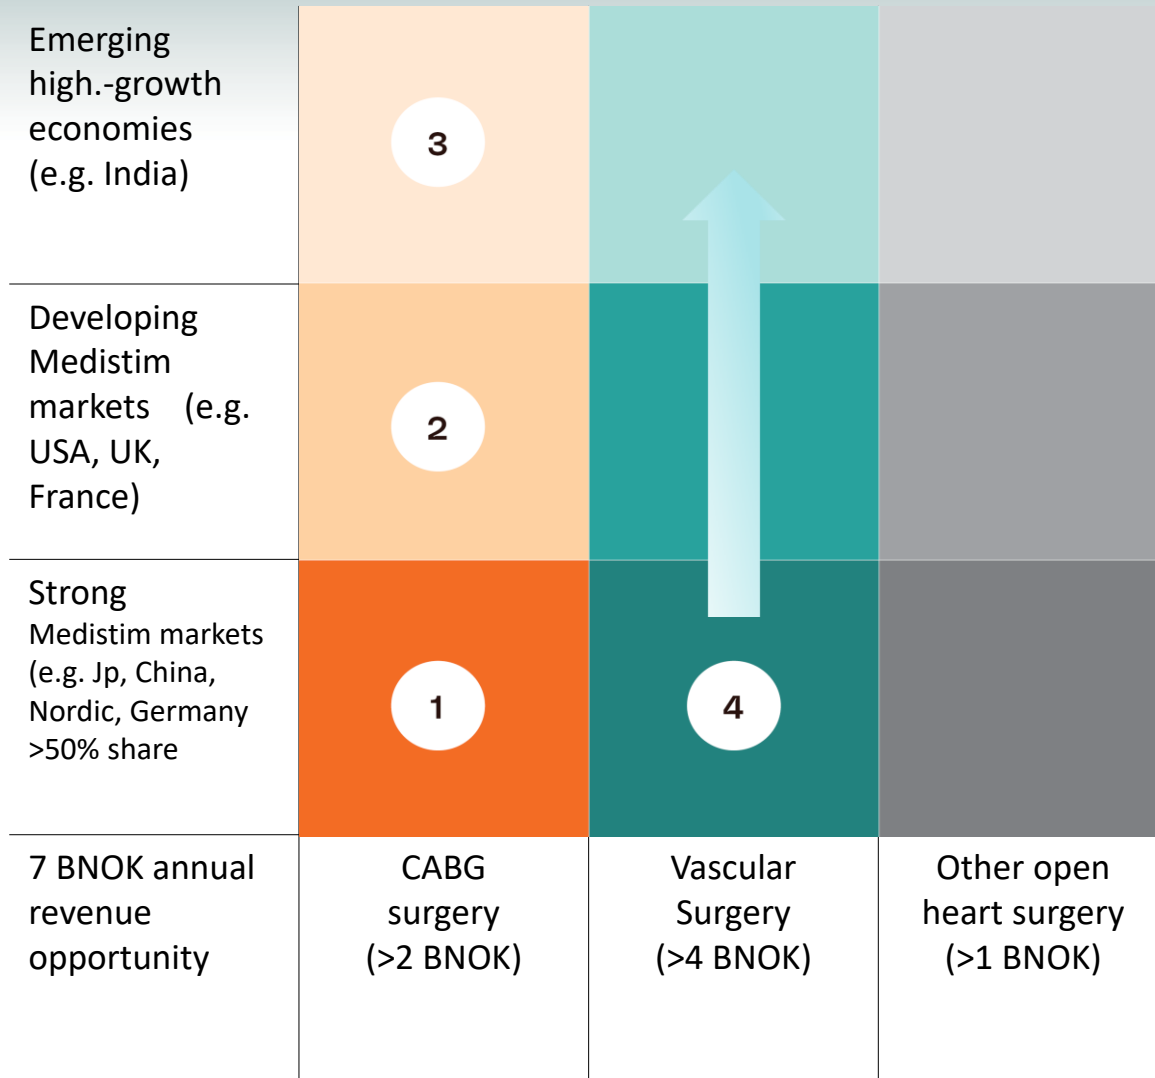 Emerging
high.-growth
economies
(e.g. India)
3
Developing
Medistim
markets (e.g.
USA, UK,
France)
2
Strong
Medistim markets
(e.g. Jp, China,
Nordic, Germany
>50% share
1
4
7 BNOK annual
revenue
opportunity
CABG
surgery
(>2 BNOK)
Vascular
Surgery
(>4 BNOK)
Other open
heart surgery
(>1 BNOK)